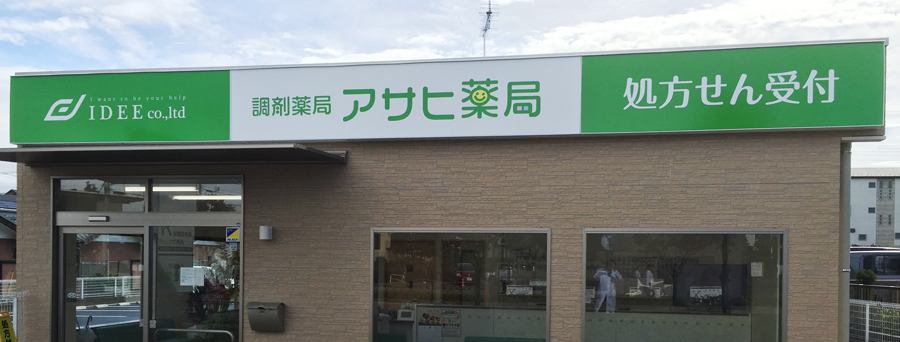 I want to be your help
IDEE co.,ltd
調剤薬局 アサヒ薬局
処方せん受付